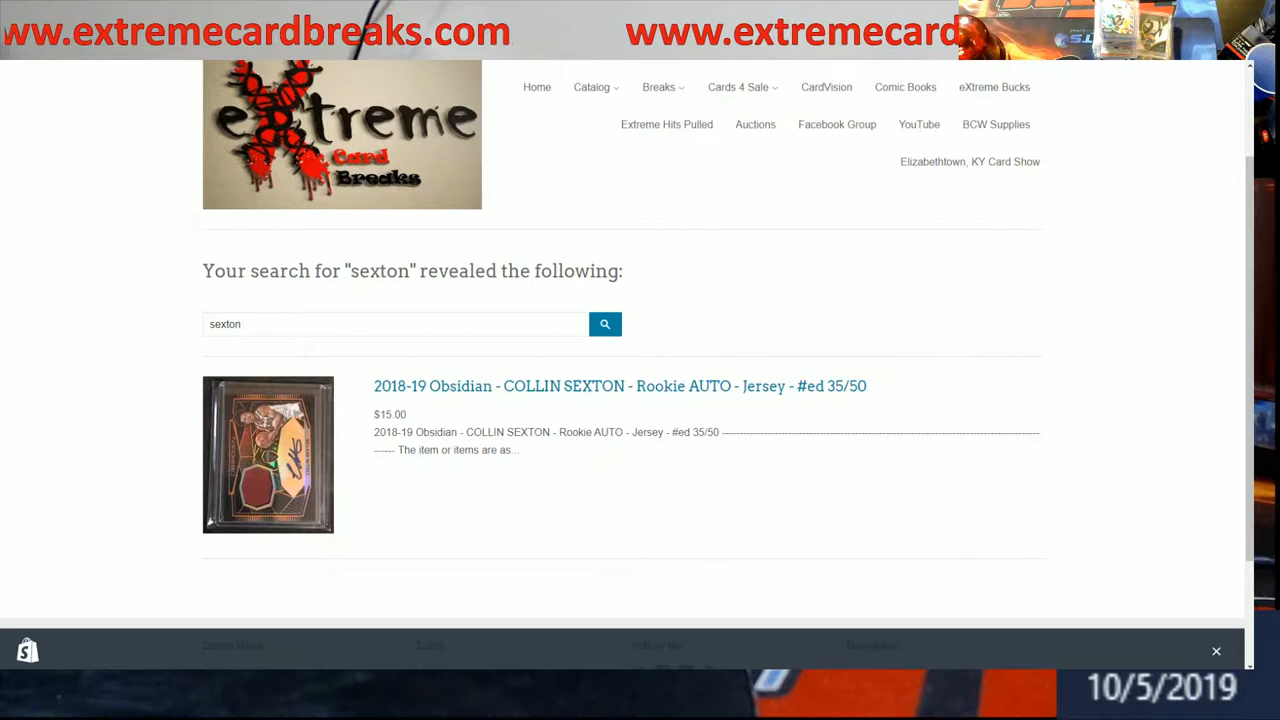 ww.extremecardbreaks.com www.extremecard
eXtreme
Card
Breaks
Home Catalog Breaks Cards 4 Sale CardVision Comic Books eXtreme Bucks
Extreme Hits Pulled Auctions Facebook Group YouTube BCW Supplies
Elizabethtown, KY Card Show
Your search for "sexton" revealed the following:
sexton
2018-19 Obsidian - COLLIN SEXTON - Rookie AUTO - Jersey - #ed 35/50
$15.00
2018-19 Obsidian - COLLIN SEXTON - Rookie AUTO - Jersey - #ed 35/50 ---------------------------------------------------------------------------
------ The item or items are as...
Links
10/5/2019